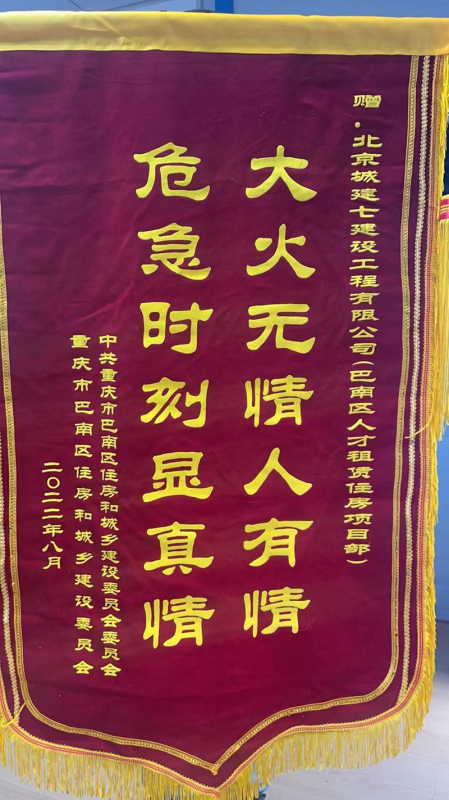 赠：北京城建七建设工程有限公司(巴南区人才租赁住房项目部)
大火无情人有情
危急时刻显真情
中共重庆市巴南区住房和城乡建设委员会委员会
重庆市巴南区住房和城乡建设委员会
二〇二二年八月